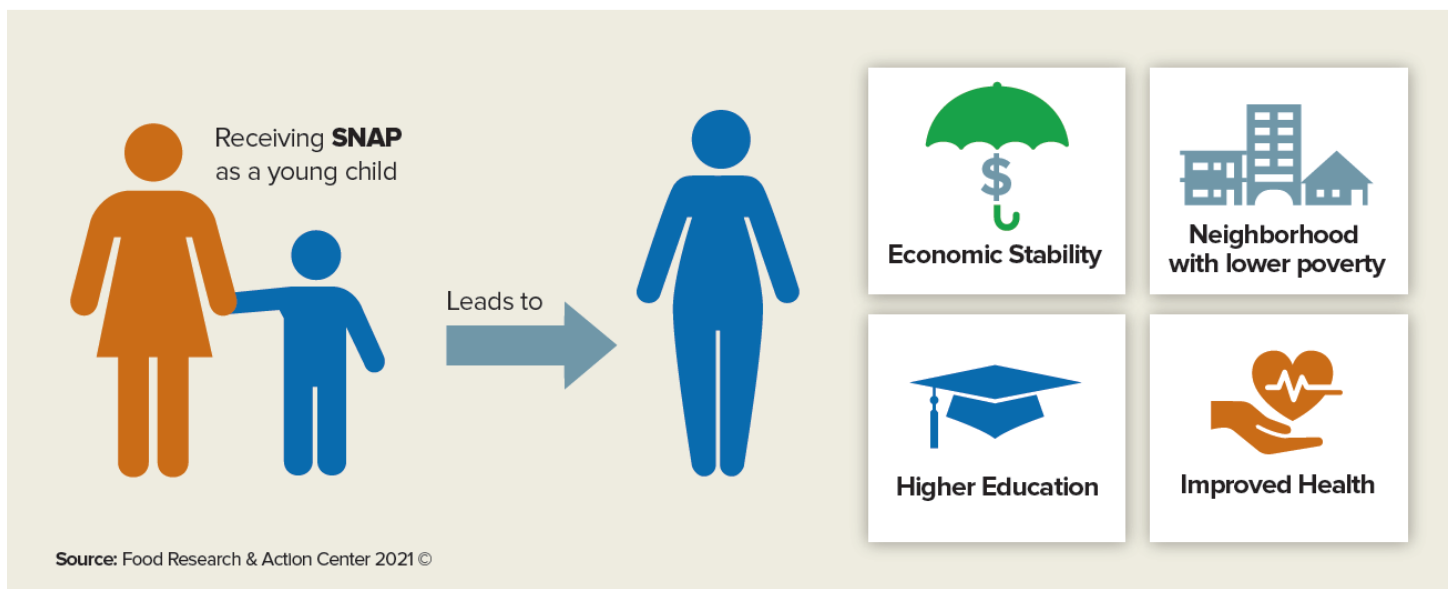 Receiving SNAP
as a young child
Leads to
$
Economic Stability
Neighborhood
with lower poverty
Higher Education
Improved Health
Source: Food Research & Action Center 2021 ©